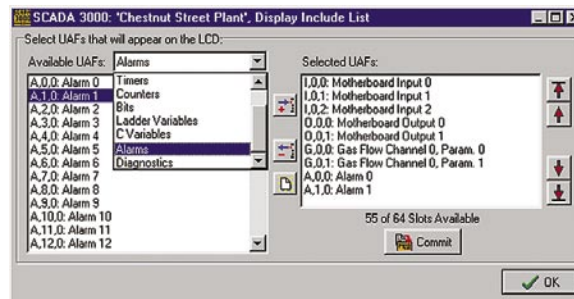 SCADA 3000: 'Chestnut Street Plant', Display Include List
Select UAFs that will appear on the LCD:
Available UAFs:
Alarms
A,0,0: Alarm 0
A,1,0: Alarm 1
A,2,0: Alarm 2
A,3,0: Alarm 3
A,4,0: Alarm 4
A,5,0: Alarm 5
A,6,0: Alarm 6
A,7,0: Alarm 7
A,8,0: Alarm 8
A,9,0: Alarm 9
A,10,0: Alarm 10
A,11,0: Alarm 11
A,12,0: Alarm 12
Timers
Counters
Bits
Ladder Variables
C Variables
Alarms
Diagnostics
Selected UAFs:
I,0,0: Motherboard Input 0
I,0,1: Motherboard Input 1
I,0,2: Motherboard Input 2
O,0,0: Motherboard Output 0
O,0,1: Motherboard Output 1
G,0,0: Gas Flow Channel 0, Param. 0
G,0,1: Gas Flow Channel 0, Param. 1
A,0,0: Alarm 0
A,1,0: Alarm 1
55 of 64 Slots Available
Commit
OK